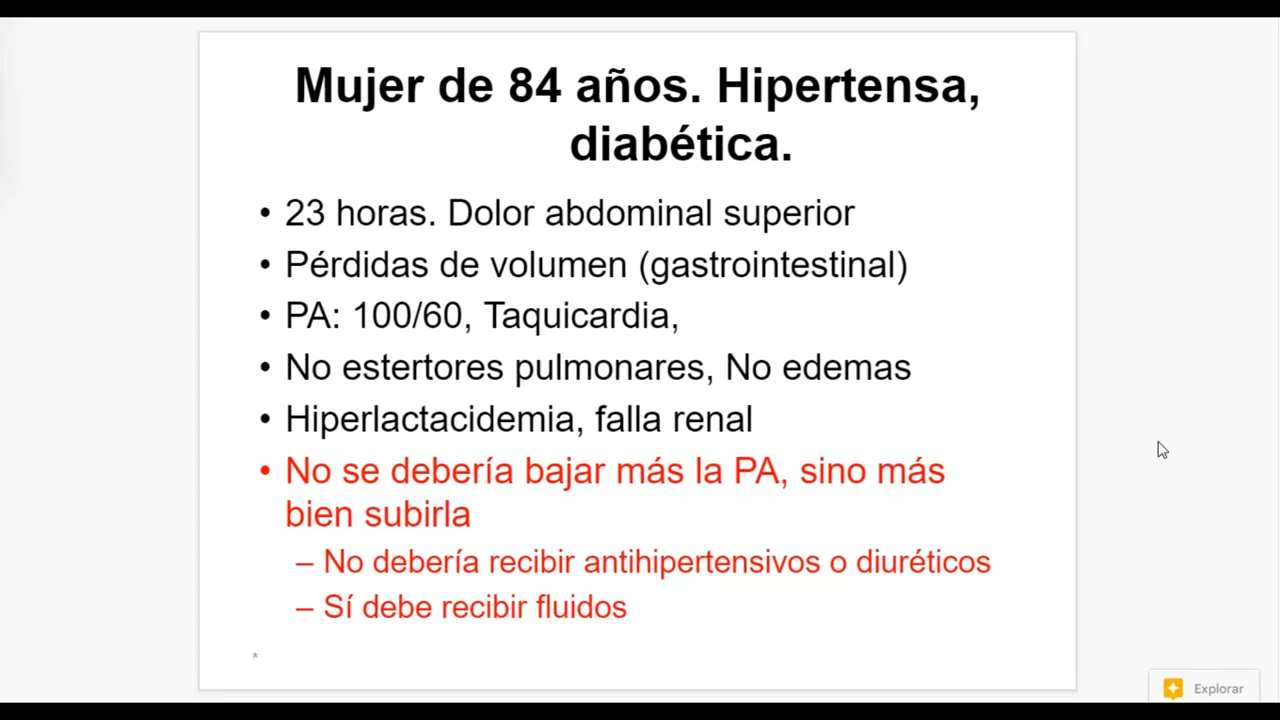 Mujer de 84 años. Hipertensa,
diabética.
• 23 horas. Dolor abdominal superior
• Pérdidas de volumen (gastrointestinal)
• PA: 100/60, Taquicardia,
• No estertores pulmonares, No edemas
• Hiperlactacidemia, falla renal
• No se debería bajar más la PA, sino más
bien subirla
– No debería recibir antihipertensivos o diuréticos
– Sí debe recibir fluidos
*
Explorar